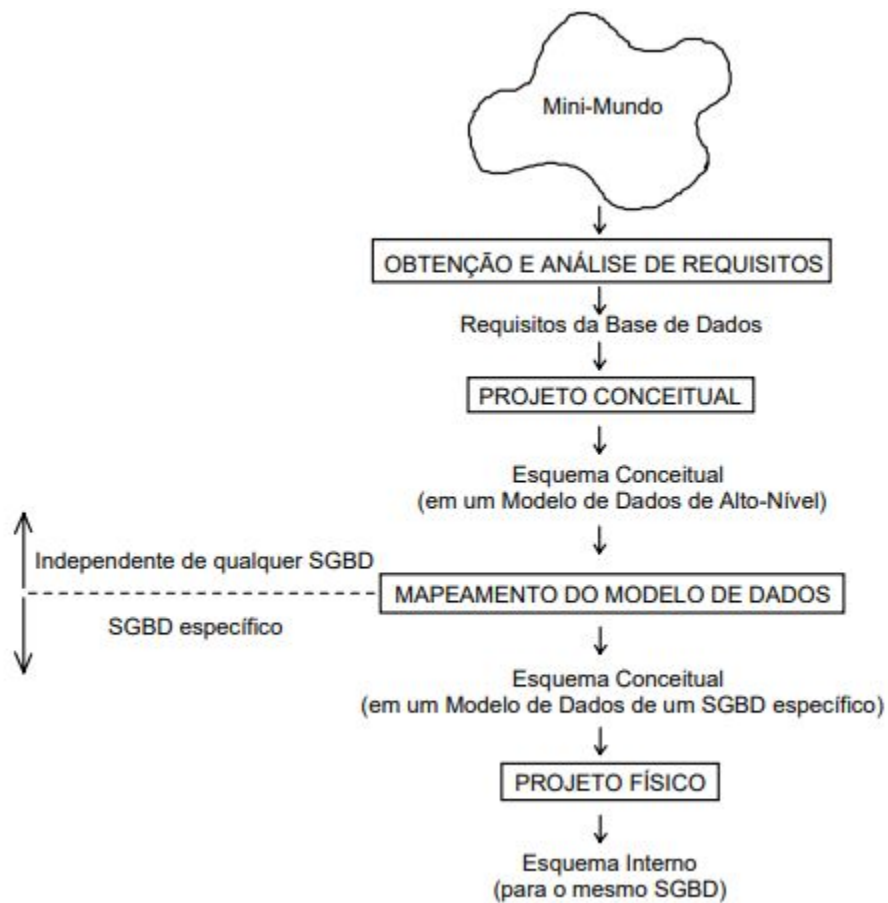 Mini-Mundo
OBTENÇÃO E ANÁLISE DE REQUISITOS
Requisitos da Base de Dados
PROJETO CONCEITUAL
Esquema Conceitual
(em um Modelo de Dados de Alto-Nível)
Independente de qualquer SGBD
MAPEAMENTO DO MODELO DE DADOS
SGBD específico
Esquema Conceitual
(em um Modelo de Dados de um SGBD específico)
PROJETO FÍSICO
Esquema Interno
(para o mesmo SGBD)